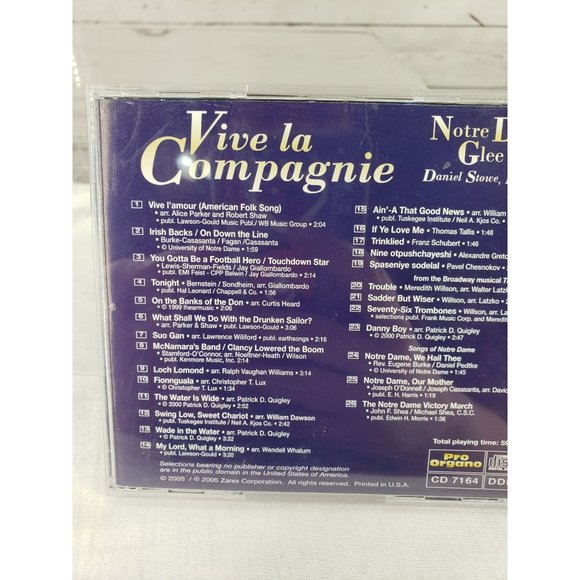 Vive la
Compagnie
Notre D
Glee
Daniel Stowe,
1 Vive l'amour (American Folk Song)
• arr. Alice Parker and Robert Shaw
publ. Lawson-Gould Music Publ / WB Music Group • 2:04
2 Irish Backs / On Down the Line
• Burke-Casasanta / Fagan /Casasanta
• © University of Notre Dame • 1:59
3 You Gotta Be a Football Hero / Touchdown Star
• Lewis-Sherman-Fields / Jay Giallombardo
• publ. EMI Feist - CPP Belwin / Jay Giallombardo • 2:14
4 Tonight • Bernstein / Sondheim, arr. Giallombardo
• publ. Hal Leonard / Chappell & Co. • 1:56
5 On the Banks of the Don • arr. Curtis Heard
• © 1999 lhearmusic • 2:08
6 What Shall We Do With the Drunken Sailor?
• arr. Parker & Shaw • publ. Lawson-Gould • 3:06
7 Suo Gan • arr. Lawrence Wiliford • publ. earthsongs • 2:16
8 McNamara's Band / Clancy Lowered the Boom
• Stamford-O'Connor, arr. Noeltner-Heath / Wilson
• publ. Kenmore Music, Inc. • 2:14
9 Loch Lomond • arr. Ralph Vaughan Williams • 3:14
10 Fionnguala • arr. Christopher T. Lux
• © Christopher T. Lux • 1:34
11 The Water Is Wide • arr. Patrick D. Quigley
• © 2000 Patrick D. Quigley • 2:52
12 Swing Low, Sweet Chariot • arr. William Dawson
• publ. Tuskegee Institute / Neil A. Kjos Co. • 2:42
13 Wade in the Water • arr. Patrick D. Quigley
• © Patrick D. Quigley • 2:51
14 My Lord, What a Morning • arr. Wendell Whalum
• publ. Lawson-Gould • 3:20
15 Ain'-A That Good News • arr. William
• publ. Tuskegee Institute / Neil A. Kjos Co.
16 If Ye Love Me • Thomas Tallis • 1:46
17 Trinklied • Franz Schubert • 1:48
18 Nine otpushchayeshi • Alexandre Gretc
19 Spaseniye sodelal • Pavel Chesnokov •
from the Broadway musical T
20 Trouble • Meredith Willson, arr. Walter Latz
21 Sadder But Wiser • Willson, arr. Latzko •
22 Seventy-Six Trombones • Willson, arr.
• selections publ. Frank Music Corp. and Mered
23 Danny Boy • arr. Patrick D. Quigley
• © 2000 Patrick D. Quigley • 2:47
Songs of Notre Dame
24 Notre Dame, We Hail Thee
• Rev. Eugene Burke / Daniel Pedtke
• © University of Notre Dame • 1:45
25 Notre Dame, Our Mother
• Joseph O'Donnell / Joseph Casasanta, arr. David
• publ. E. H. Morris • 1:19
26 The Notre Dame Victory March
• John F. Shea / Michael Shea, C.S.C.
• publ. Edwin H. Morris • 1:36
Total playing time: 59
Selections bearing no publisher or copyright designation
are in the public domain in the United States of America.
© 2005 / ℗ 2005 Zarex Corporation. All rights reserved. Printed in U.S.A.
Pro
Organo
CD 7164
DDD